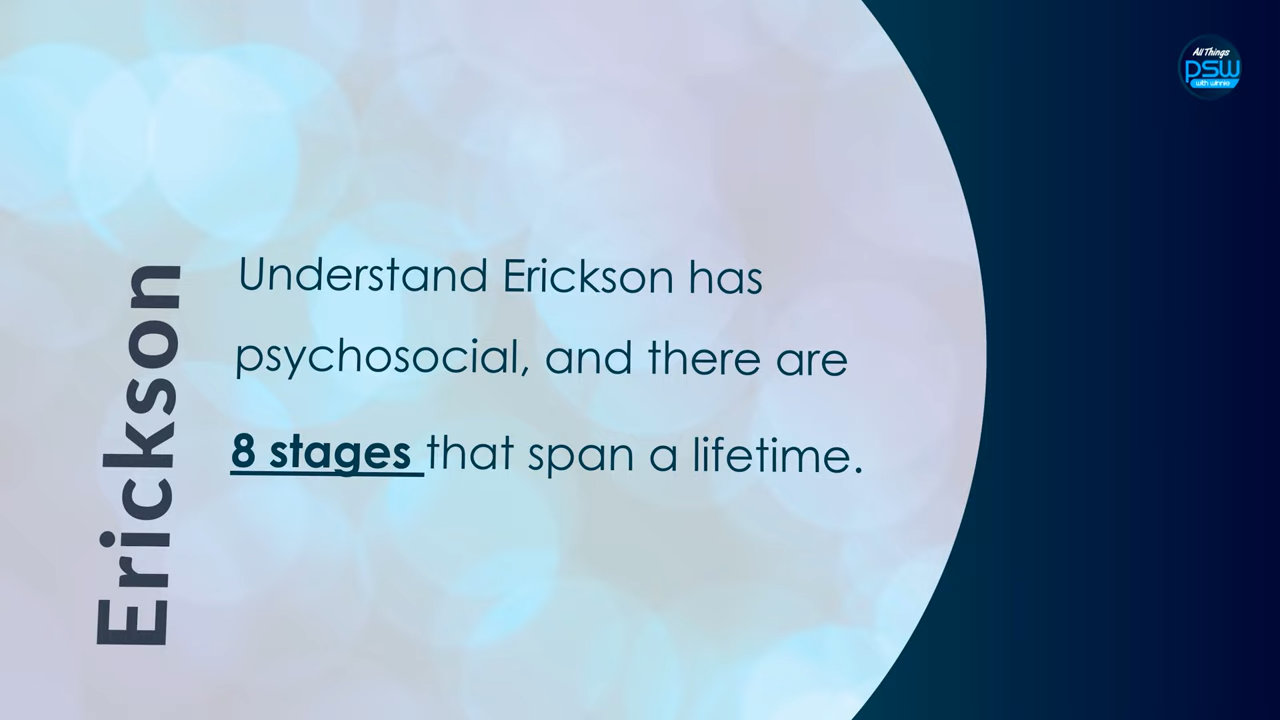 All Things
PSW
with winnie
Erickson
Understand Erickson has
psychosocial, and there are
8 stages that span a lifetime.